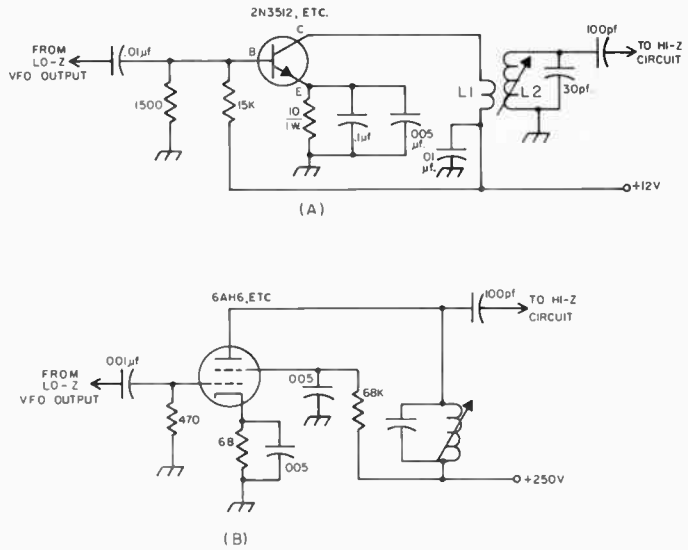 2N3512, ETC.
C
B
E
FROM
LO-Z
VFO OUTPUT
.01µf
1500
15K
10
1W.
.1µf
.005
µf.
L1
L2
.01
µf.
30pf.
100pf
TO HI-Z
CIRCUIT
+12V
(A)
6AH6,ETC
100pf
TO HI-Z
CIRCUIT
FROM
LO-Z
VFO OUTPUT
.001µf
470
68
.005
.005
68K
+250V
(B)